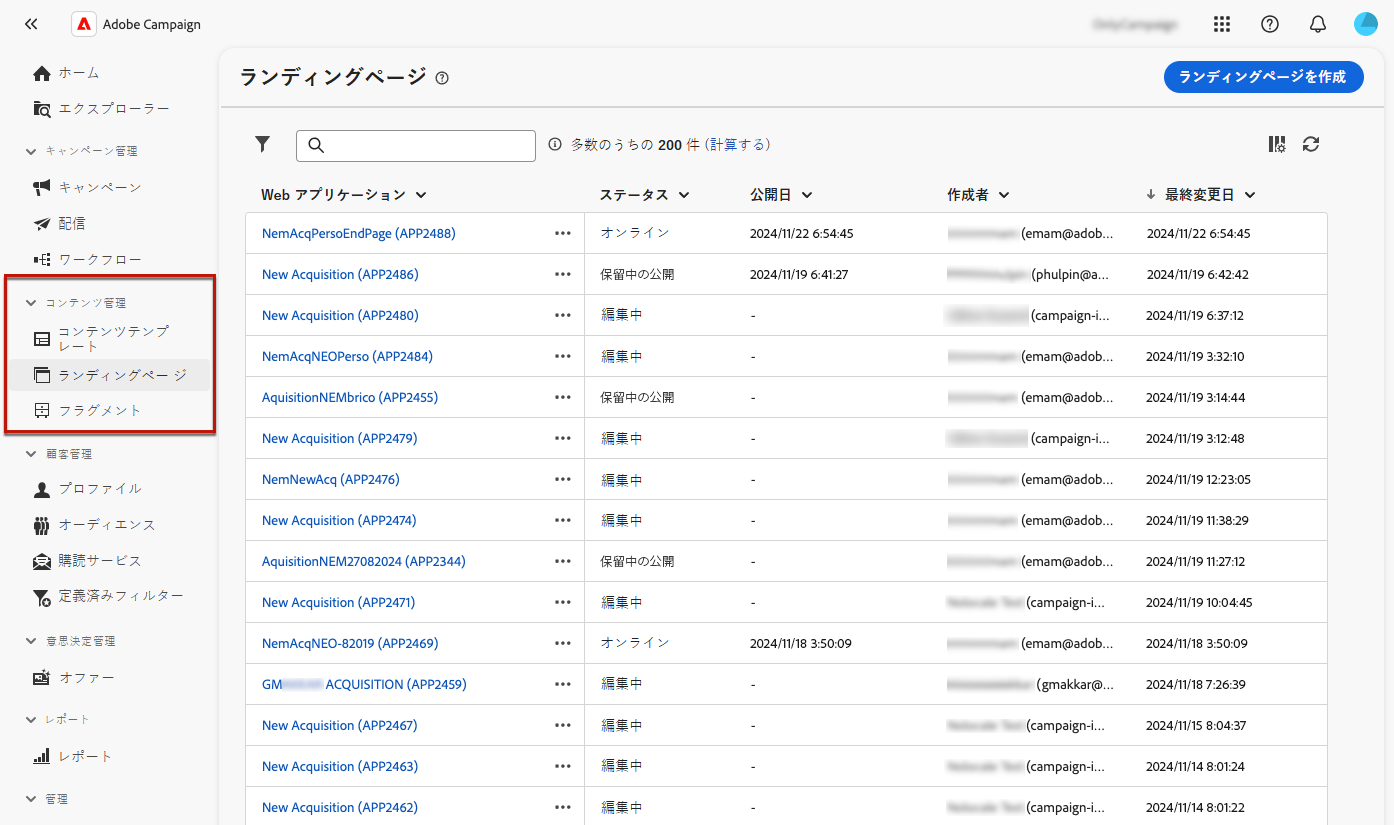 Adobe Campaign
ホーム
エクスプローラー
キャンペーン管理
キャンペーン
配信
ワークフロー
コンテンツ管理
コンテンツテンプ
レート
ランディングページ
フラグメント
顧客管理
プロファイル
オーディエンス
購読サービス
定義済みフィルター
意思決定管理
オファー
レポート
レポート
管理
ランディングページ
ランディングページを作成
多数のうちの 200 件 (計算する)
Web アプリケーション ステータス 公開日 作成者 最終変更日
NemAcqPersoEndPage (APP2488) ••• オンライン 2024/11/22 6:54:45 (emam@adob... 2024/11/22 6:54:45
New Acquisition (APP2486) ••• 保留中の公開 2024/11/19 6:41:27 (phulpin@a... 2024/11/19 6:42:42
New Acquisition (APP2480) ••• 編集中 - (campaign-i... 2024/11/19 6:37:12
NemAcqNEOPerso (APP2484) ••• 編集中 - (emam@adob... 2024/11/19 3:32:10
AquisitionNEMbrico (APP2455) ••• 保留中の公開 - (emam@adob... 2024/11/19 3:14:44
New Acquisition (APP2479) ••• 編集中 - (campaign-i... 2024/11/19 3:12:48
NemNewAcq (APP2476) ••• 編集中 - (emam@adob... 2024/11/19 12:23:05
New Acquisition (APP2474) ••• 編集中 - (emam@adob... 2024/11/19 11:38:29
AquisitionNEM27082024 (APP2344) ••• 保留中の公開 - (emam@adob... 2024/11/19 11:27:12
New Acquisition (APP2471) ••• 編集中 - (campaign-i... 2024/11/19 10:04:45
NemAcqNEO-82019 (APP2469) ••• オンライン 2024/11/18 3:50:09 (emam@adob... 2024/11/18 3:50:09
GM ACQUISITION (APP2459) ••• 編集中 - (gmakkar@... 2024/11/18 7:26:39
New Acquisition (APP2467) ••• 編集中 - (campaign-i... 2024/11/15 8:04:37
New Acquisition (APP2463) ••• 編集中 - (campaign-i... 2024/11/14 8:01:24
New Acquisition (APP2462) ••• 編集中 - (campaign-i... 2024/11/14 8:01:22